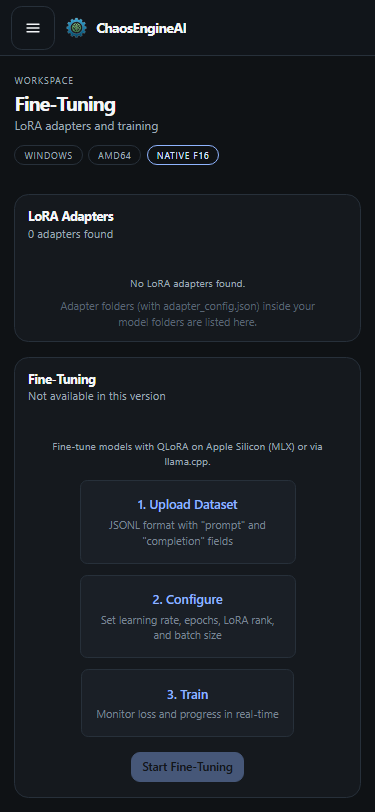 ChaosEngineAI
WORKSPACE
Fine-Tuning
LoRA adapters and training
WINDOWS
AMD64
NATIVE F16
LoRA Adapters
0 adapters found
No LoRA adapters found.
Adapter folders (with adapter_config.json) inside your
model folders are listed here.
Fine-Tuning
Not available in this version
Fine-tune models with QLoRA on Apple Silicon (MLX) or via
llama.cpp.
1. Upload Dataset
JSONL format with "prompt" and
"completion" fields
2. Configure
Set learning rate, epochs, LoRA rank,
and batch size
3. Train
Monitor loss and progress in real-time
Start Fine-Tuning